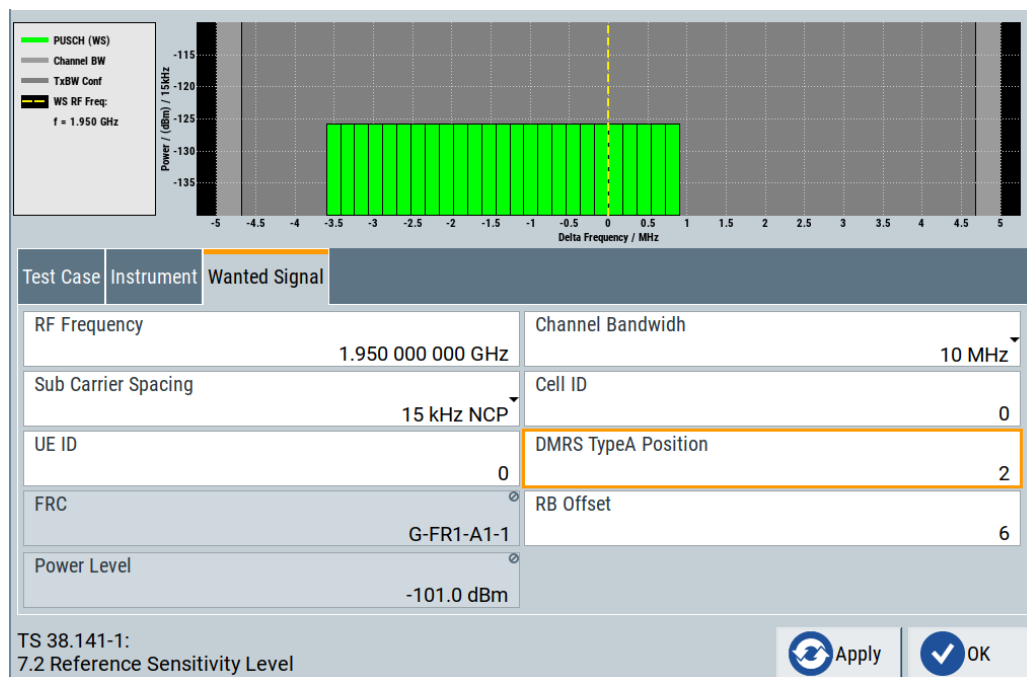 PUSCH (WS)
Channel BW
TxBW Conf
WS RF Freq:
f = 1.950 GHz
Power / (dBm) / 15kHz
-115
-120
-125
-130
-135
-5 -4.5 -4 -3.5 -3 -2.5 -2 -1.5 -1 -0.5 0 0.5 1 1.5 2 2.5 3 3.5 4 4.5 5
Delta Frequency / MHz
Test Case Instrument Wanted Signal
RF Frequency
1.950 000 000 GHz
Channel Bandwidh
10 MHz
Sub Carrier Spacing
15 kHz NCP
Cell ID
0
UE ID
0
DMRS TypeA Position
2
FRC
G-FR1-A1-1
RB Offset
6
Power Level
-101.0 dBm
TS 38.141-1:
7.2 Reference Sensitivity Level
Apply
OK